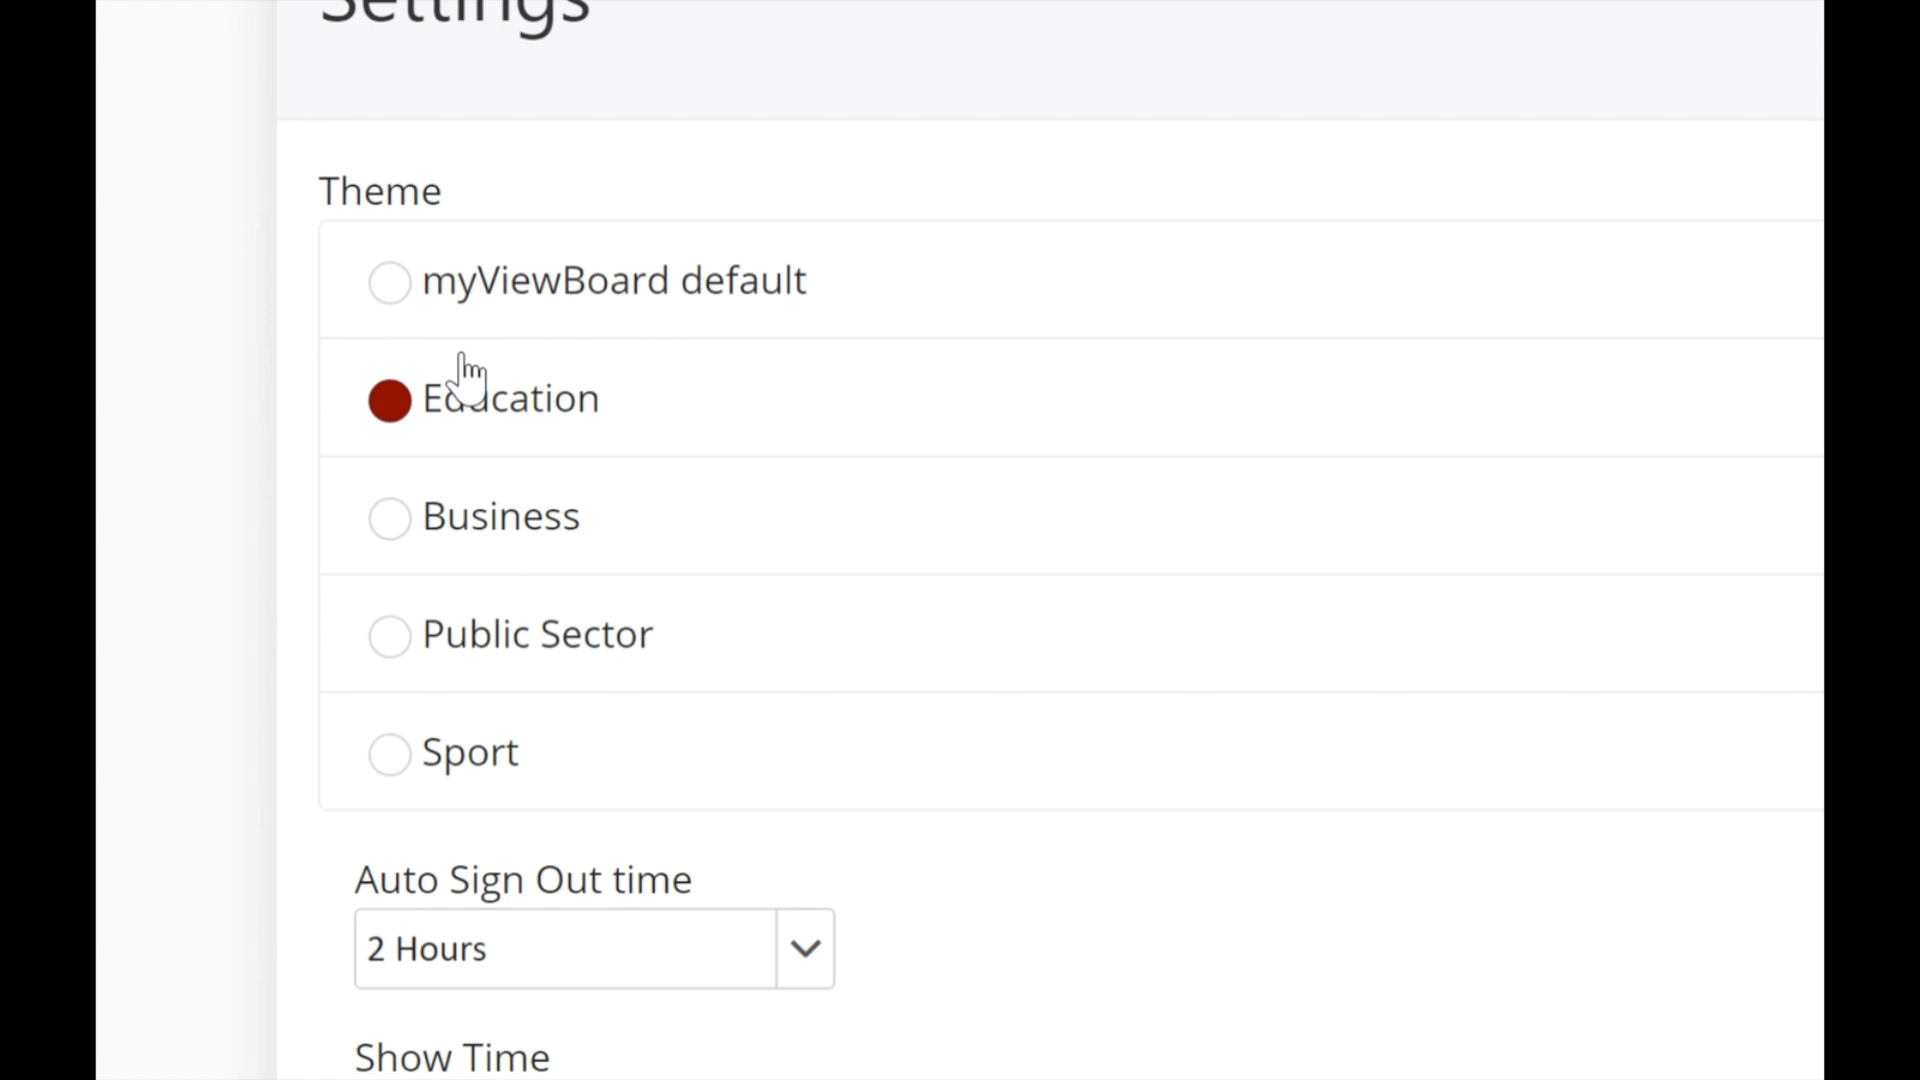 Settings
Theme
myViewBoard default
Education
Business
Public Sector
Sport
Auto Sign Out time
2 Hours
Show Time